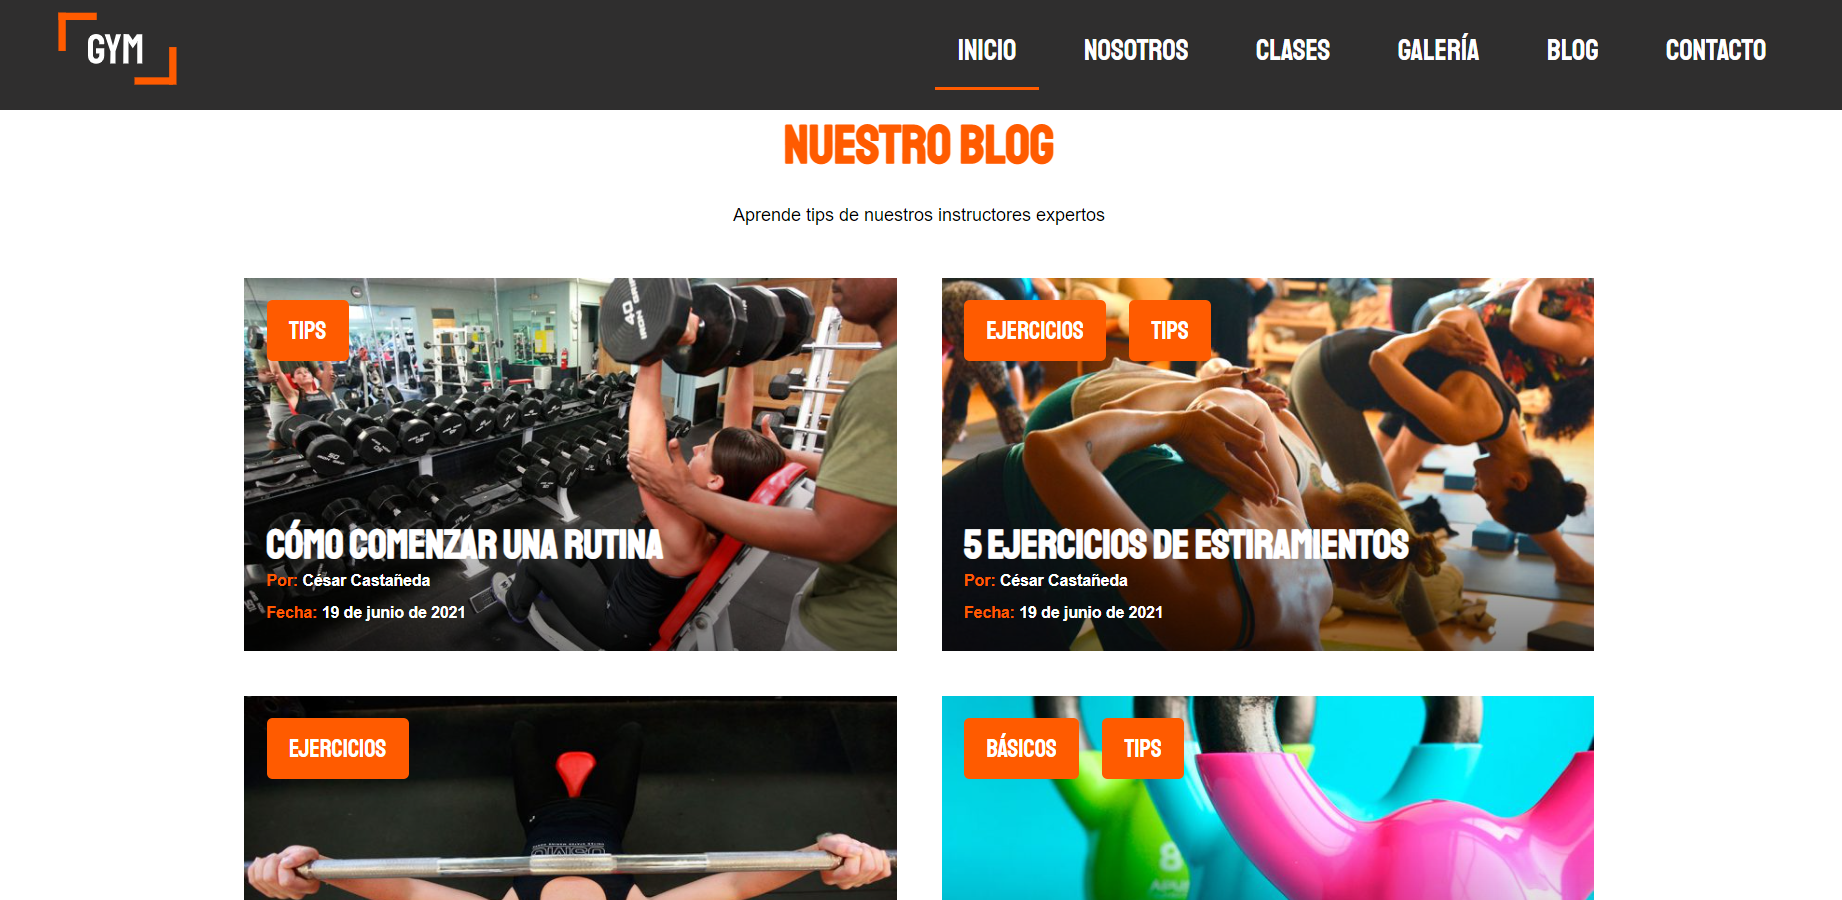 GYM
INICIO NOSOTROS CLASES GALERÍA BLOG CONTACTO
NUESTRO BLOG
Aprende tips de nuestros instructores expertos
TIPS
40
CÓMO COMENZAR UNA RUTINA
Por: César Castañeda
Fecha: 19 de junio de 2021
EJERCICIOS TIPS
5 EJERCICIOS DE ESTIRAMIENTOS
Por: César Castañeda
Fecha: 19 de junio de 2021
EJERCICIOS
BÁSICOS TIPS
8